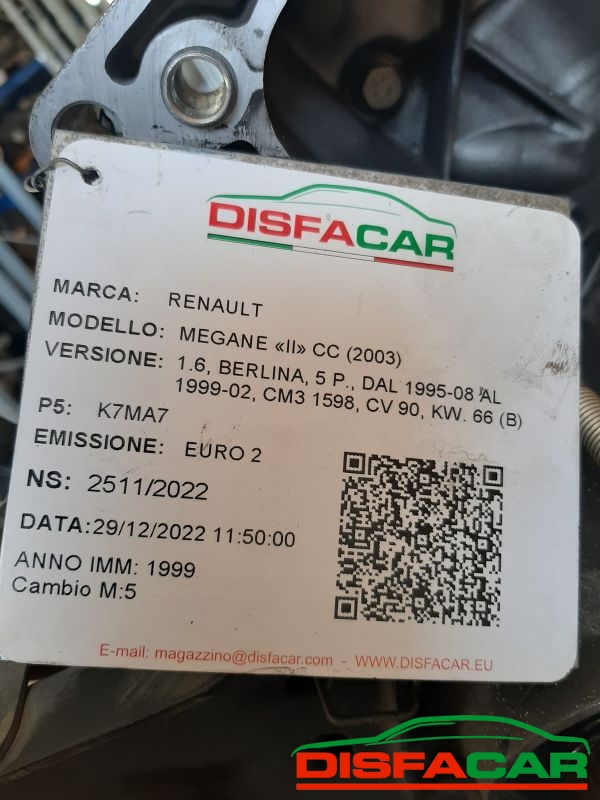 DISFACAR
MARCA: RENAULT
MODELLO: MEGANE «II» CC (2003)
VERSIONE: 1.6, BERLINA, 5 P., DAL 1995-08 AL
1999-02, CM3 1598, CV 90, KW. 66 (B)
P5: K7MA7
EMISSIONE: EURO 2
NS: 2511/2022
DATA:29/12/2022 11:50:00
ANNO IMM: 1999
Cambio M:5
E-mail: magazzino@disfacar.com - WWW.DISFACAR.EU
DISFACAR